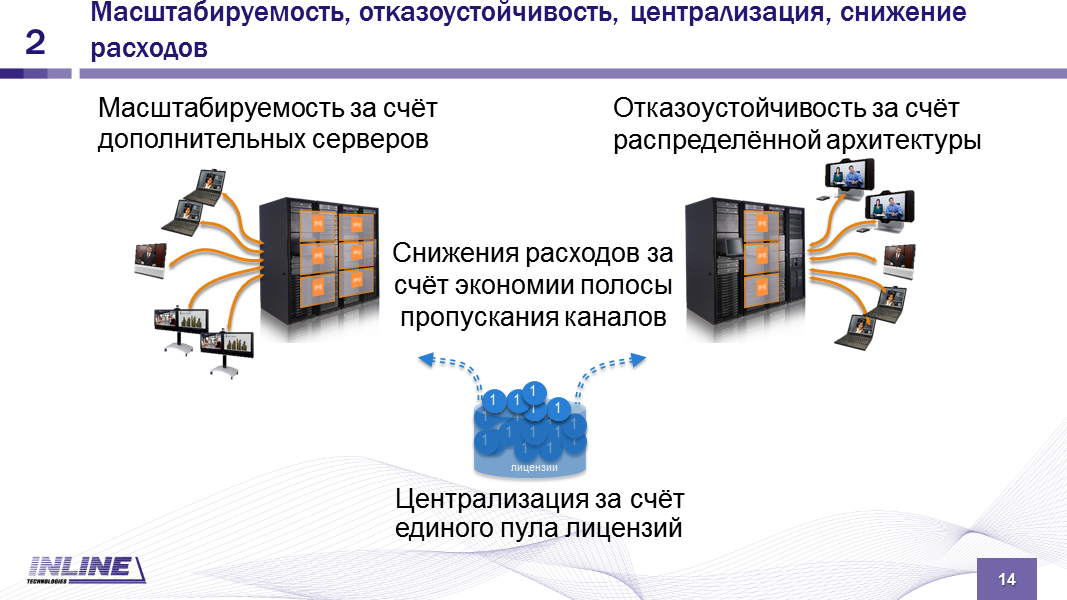 2
Масштабируемость, отказоустойчивость, централизация, снижение
расходов
Масштабируемость за счёт
дополнительных серверов
Отказоустойчивость за счёт
распределённой архитектуры
Снижения расходов за
счёт экономии полосы
пропускания каналов
1
1
1
1
1
1
1
1
1
1
1
1
1
1
лицензии
Централизация за счёт
единого пула лицензий
INLINE
TECHNOLOGIES
14